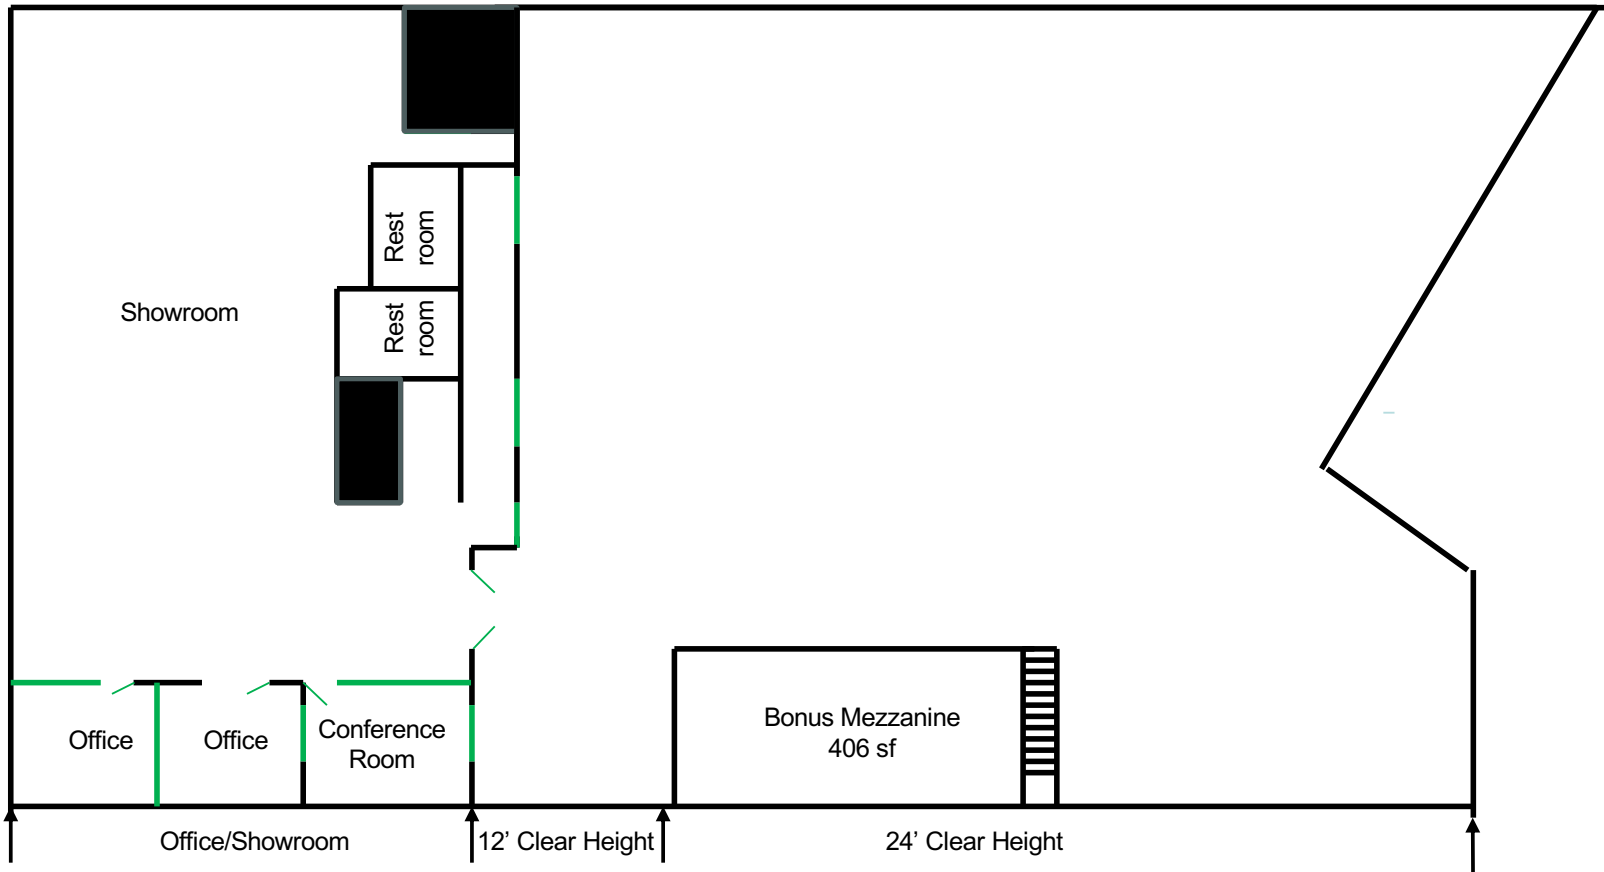 Rest
room
Showroom
Rest
room
Office
Office
Conference
Room
Bonus Mezzanine
406 sf
Office/Showroom
12’ Clear Height
24’ Clear Height